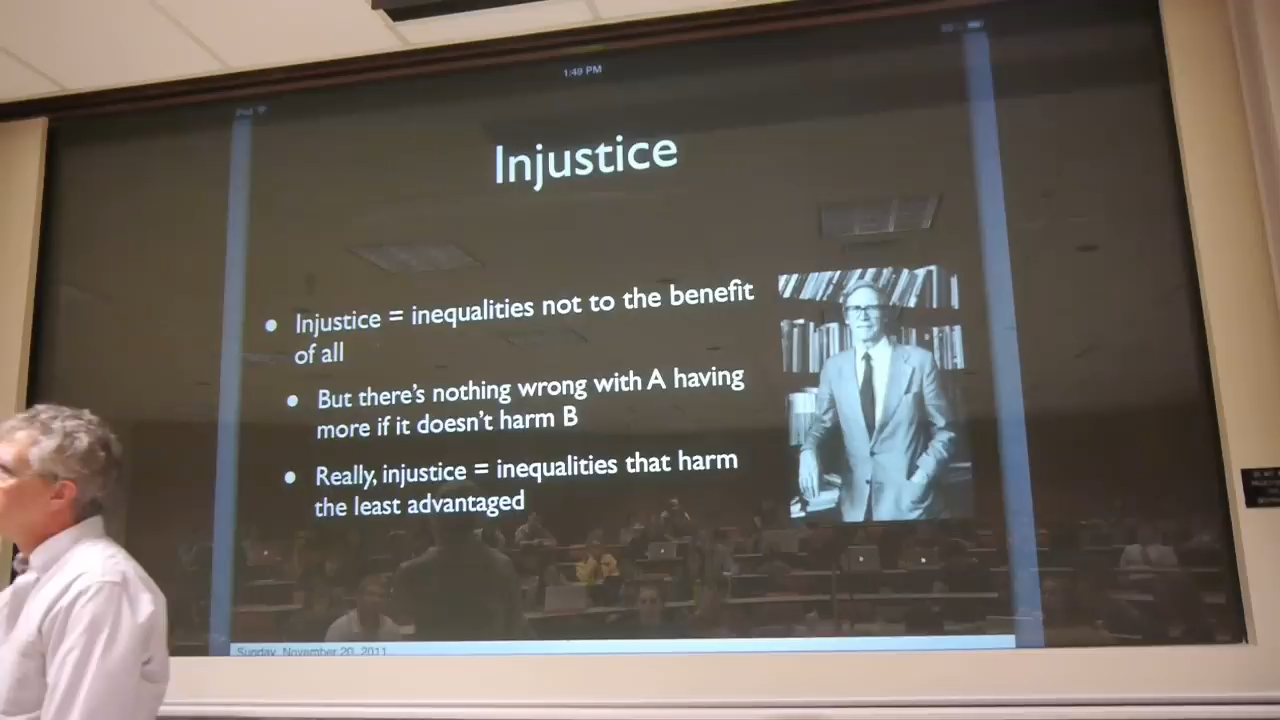 1:49 PM
iPad
Injustice
• Injustice = inequalities not to the benefit
of all
• But there's nothing wrong with A having
more if it doesn't harm B
• Really, injustice = inequalities that harm
the least advantaged
Sunday, November 20, 2011